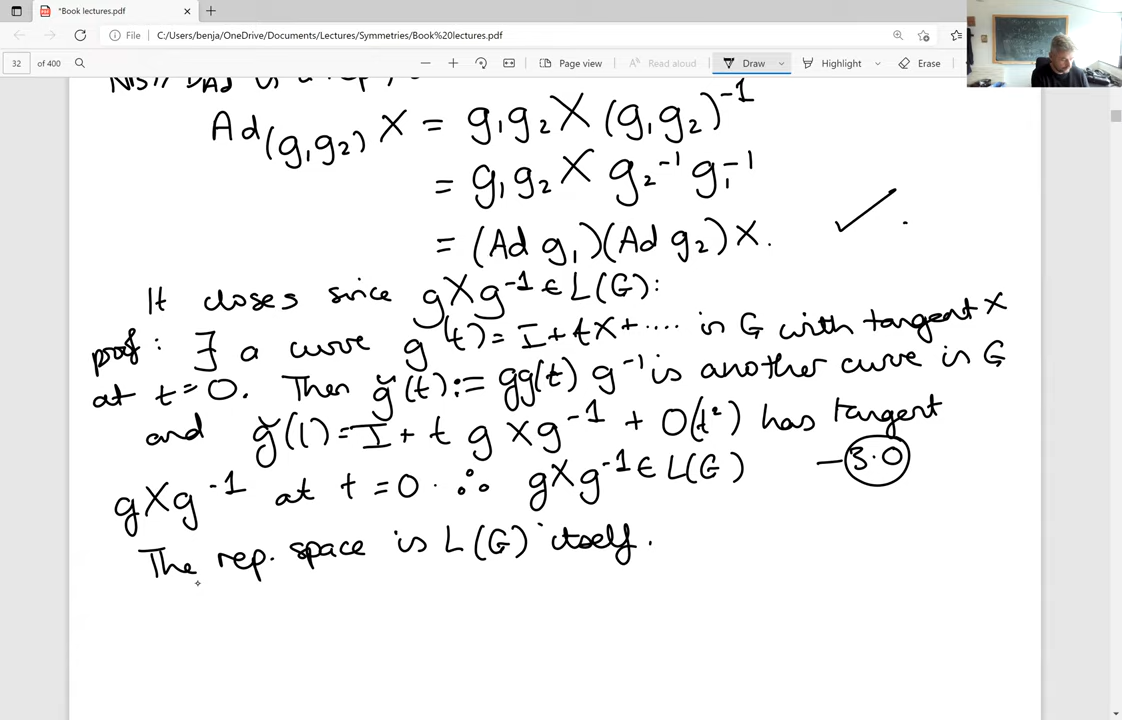 *Book lectures.pdf
File C:/Users/benja/OneDrive/Documents/Lectures/Symmetries/Book%20lectures.pdf
32 of 400 Page view Read aloud Draw Highlight Erase
Ad(g₁g₂) X = g₁g₂X (g₁g₂)⁻¹
= g₁g₂X g₂⁻¹ g₁⁻¹
= (Ad g₁)(Ad g₂)X. ✓.
It closes since gXg⁻¹ ∈ L(G):
proof: ∃ a curve g(t) = I + tX + .... in G with tangent X
at t=0. Then g̃(t) := gg(t) g⁻¹ is another curve in G
and g̃(t) = I + t gXg⁻¹ + O(t²) has tangent
gXg⁻¹ at t=0. ∴ gXg⁻¹ ∈ L(G) — 3.0
The rep. space is L(G) itself.